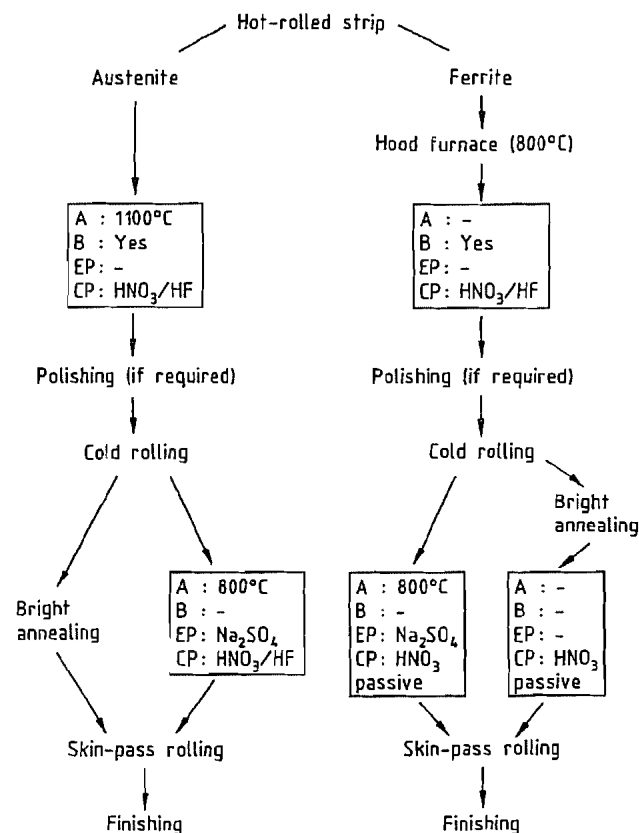 Hot-rolled strip
Austenite
Ferrite
Hood furnace (800°C)
A : 1100°C
B : Yes
EP: -
CP: HNO₃/HF
A : -
B : Yes
EP: -
CP: HNO₃/HF
Polishing (if required)
Polishing (if required)
Cold rolling
Cold rolling
Bright
annealing
Bright
annealing
A : 800°C
B : -
EP: Na₂SO₄
CP: HNO₃/HF
A : 800°C
B : -
EP: Na₂SO₄
CP: HNO₃
passive
A : -
B : -
EP: -
CP: HNO₃
passive
Skin-pass rolling
Skin-pass rolling
Finishing
Finishing